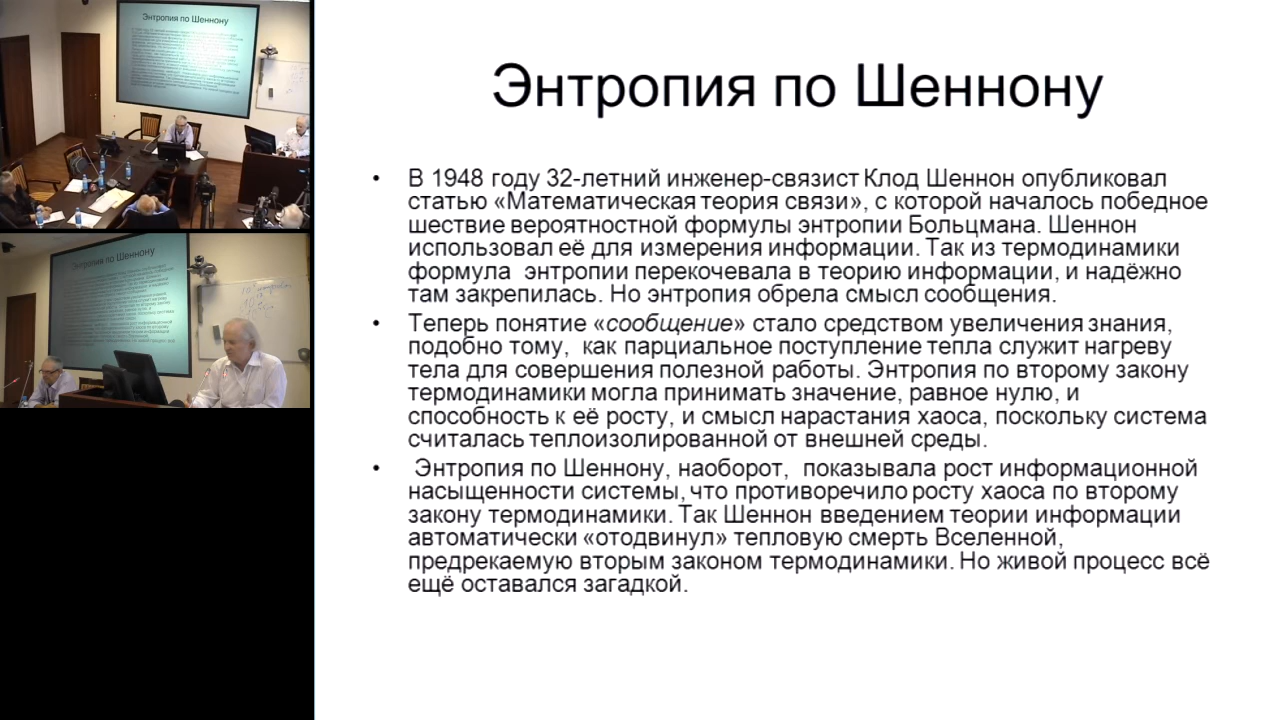 Энтропия по Шеннону
• В 1948 году 32-летний инженер-связист Клод Шеннон опубликовал
статью «Математическая теория связи», с которой началось победное
шествие вероятностной формулы энтропии Больцмана. Шеннон
использовал её для измерения информации. Так из термодинамики
формула энтропии перекочевала в теорию информации, и надёжно
там закрепилась. Но энтропия обрела смысл сообщения.
• Теперь понятие «сообщение» стало средством увеличения знания,
подобно тому, как парциальное поступление тепла служит нагреву
тела для совершения полезной работы. Энтропия по второму закону
термодинамики могла принимать значение, равное нулю, и
способность к её росту, и смысл нарастания хаоса, поскольку система
считалась теплоизолированной от внешней среды.
• Энтропия по Шеннону, наоборот, показывала рост информационной
насыщенности системы, что противоречило росту хаоса по второму
закону термодинамики. Так Шеннон введением теории информации
автоматически «отодвинул» тепловую смерть Вселенной,
предрекаемую вторым законом термодинамики. Но живой процесс всё
ещё оставался загадкой.
Энтропия по Шеннону
Энтропия по Шеннону